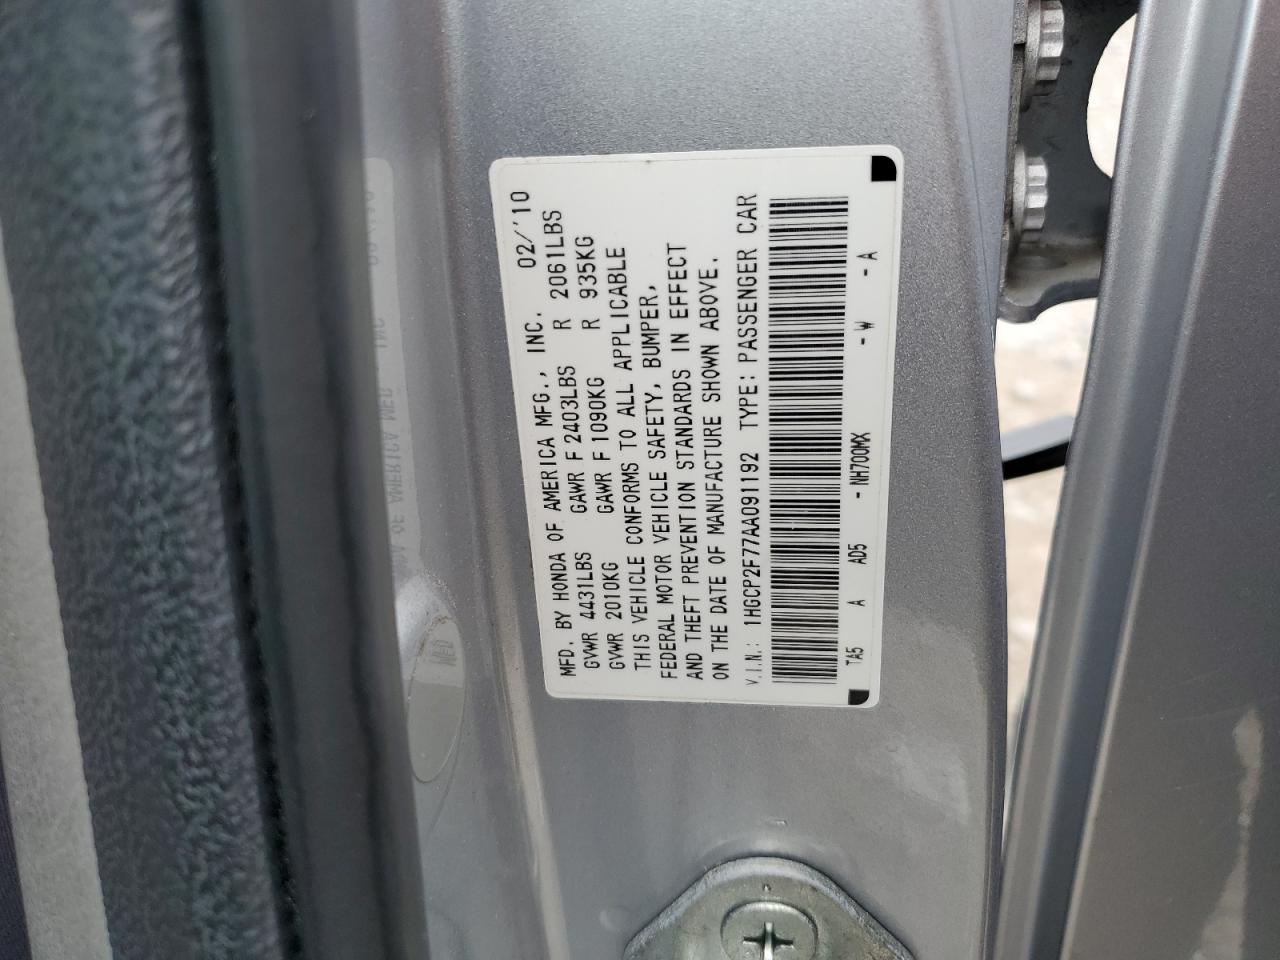 MFD. BY HONDA OF AMERICA MFG., INC. 02/'10
GVWR 4431LBS GAWR F 2403LBS R 2061LBS
GVWR 2010KG GAWR F 1090KG R 935KG
THIS VEHICLE CONFORMS TO ALL APPLICABLE
FEDERAL MOTOR VEHICLE SAFETY, BUMPER,
AND THEFT PREVENTION STANDARDS IN EFFECT
ON THE DATE OF MANUFACTURE SHOWN ABOVE.
V.I.N.: 1HGCP2F77AA091192 TYPE: PASSENGER CAR
TA5 A AD5 - NH700MX - W - A